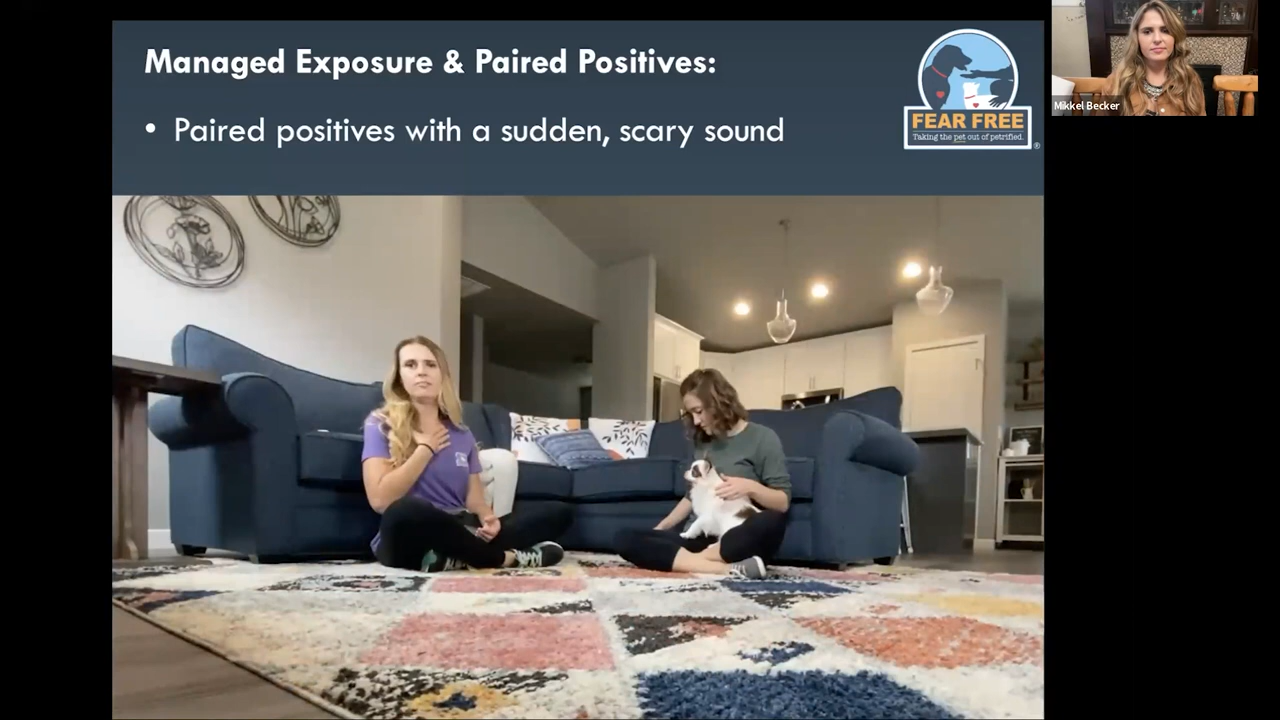 Managed Exposure & Paired Positives:
• Paired positives with a sudden, scary sound
FEAR FREE
Taking the pet out of petrified.
®
Mikkel Becker